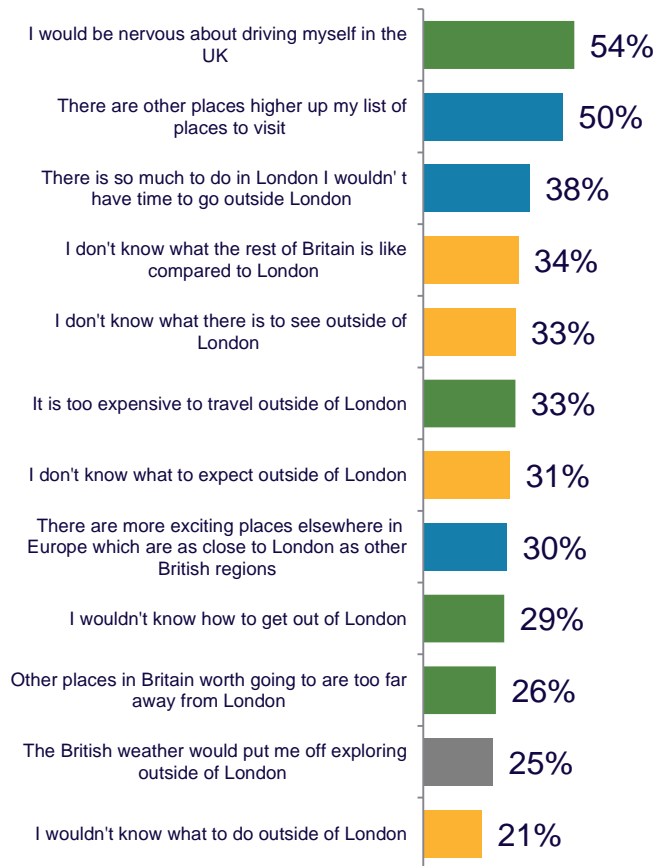 I would be nervous about driving myself in the
UK
54%
There are other places higher up my list of
places to visit
50%
There is so much to do in London I wouldn' t
have time to go outside London
38%
I don't know what the rest of Britain is like
compared to London
34%
I don't know what there is to see outside of
London
33%
It is too expensive to travel outside of London
33%
I don't know what to expect outside of London
31%
There are more exciting places elsewhere in
Europe which are as close to London as other
British regions
30%
I wouldn't know how to get out of London
29%
Other places in Britain worth going to are too far
away from London
26%
The British weather would put me off exploring
outside of London
25%
I wouldn't know what to do outside of London
21%